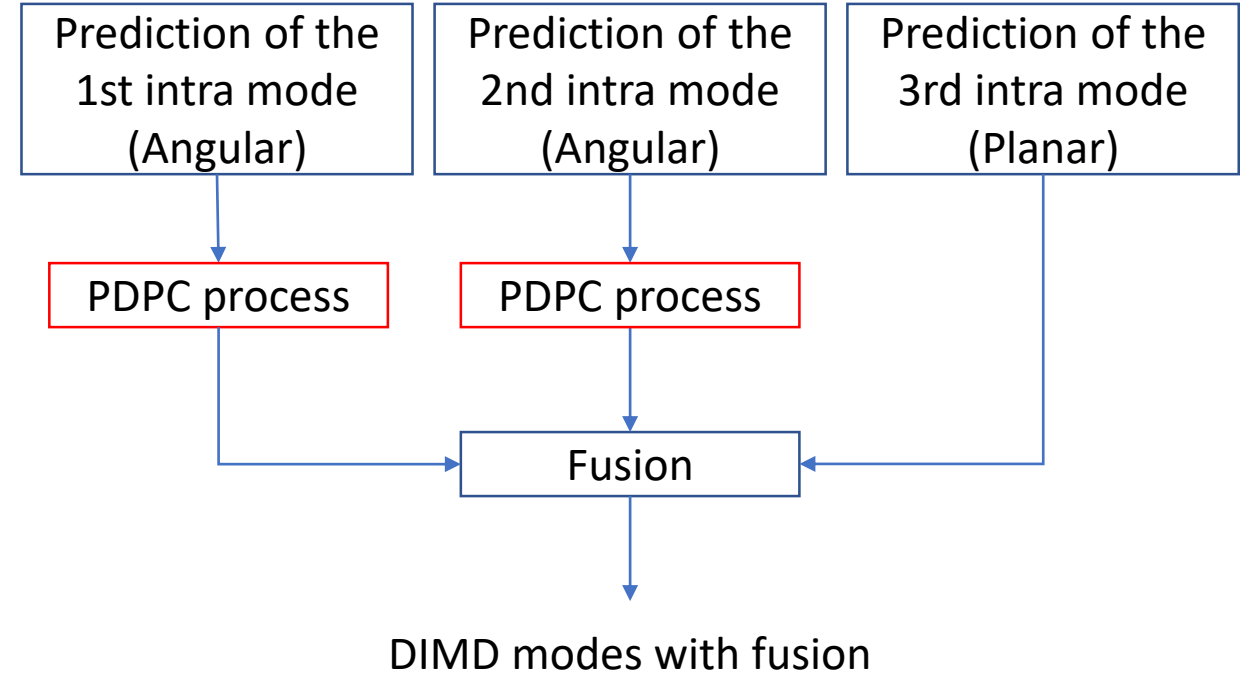 Prediction of the
1st intra mode
(Angular)
Prediction of the
2nd intra mode
(Angular)
Prediction of the
3rd intra mode
(Planar)
PDPC process
PDPC process
Fusion
DIMD modes with fusion